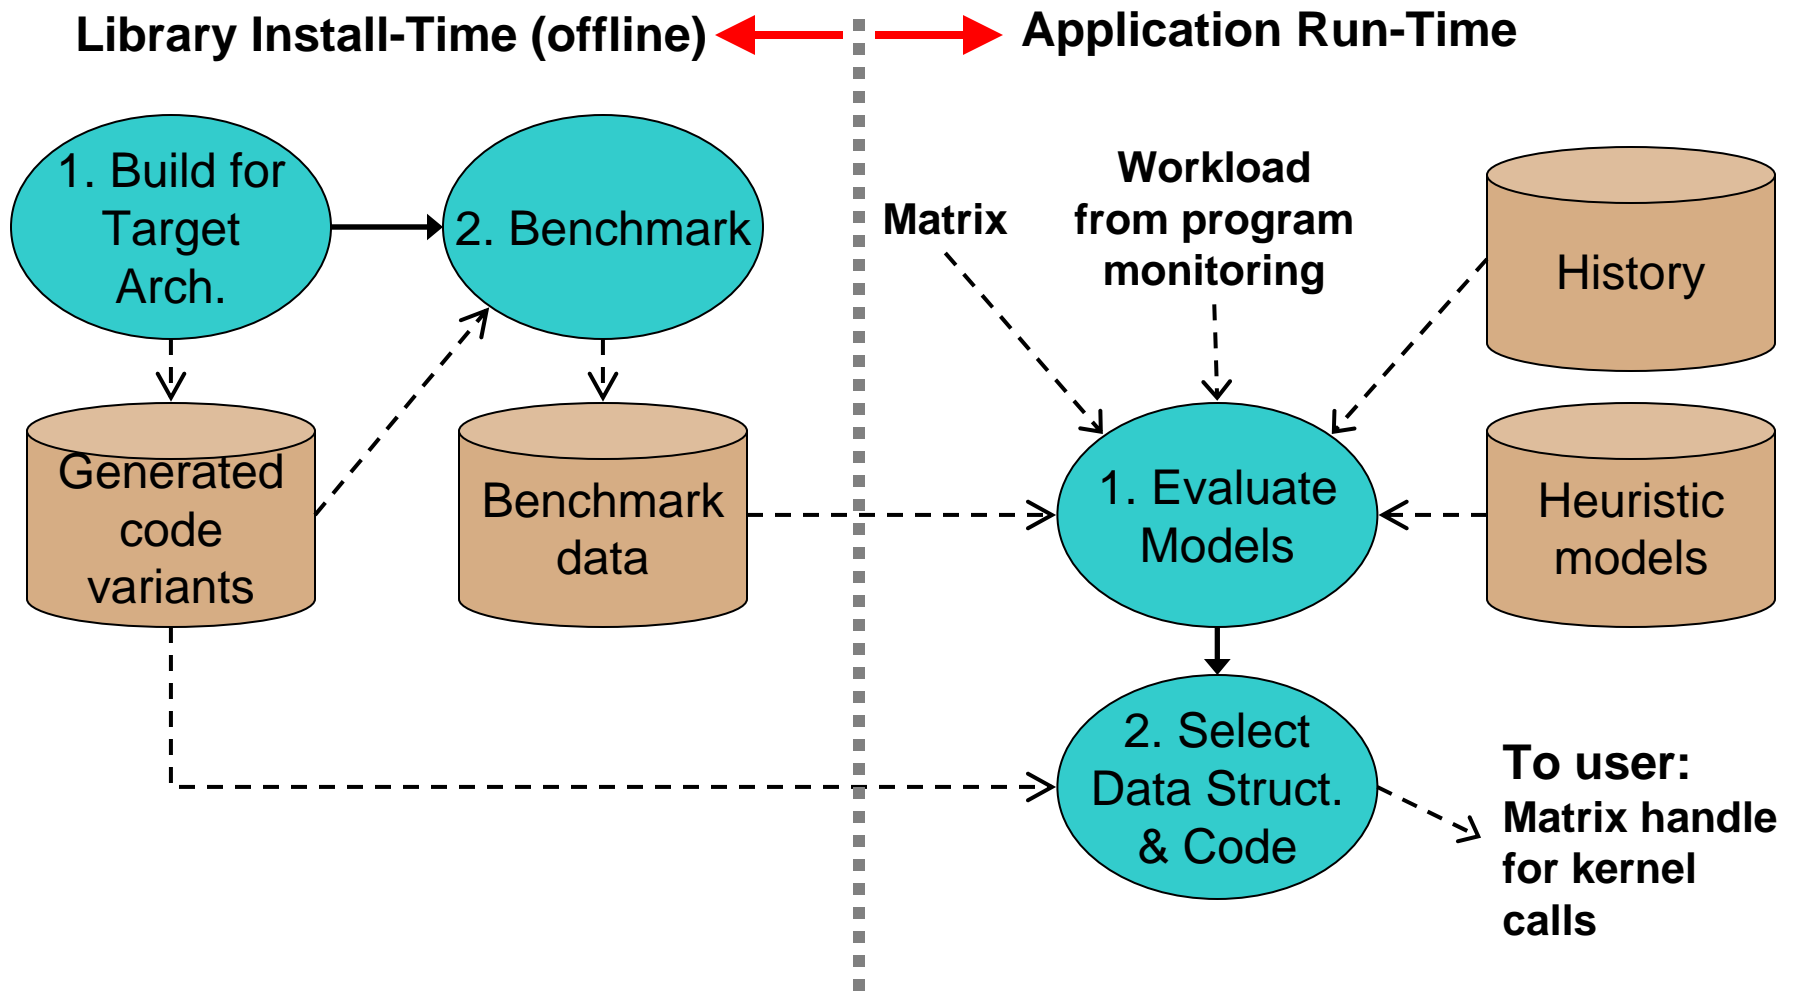 Library Install-Time (offline)
Application Run-Time
1. Build for
Target
Arch.
2. Benchmark
Matrix
Workload
from program
monitoring
History
Generated
code
variants
Benchmark
data
1. Evaluate
Models
Heuristic
models
2. Select
Data Struct.
& Code
To user:
Matrix handle
for kernel
calls